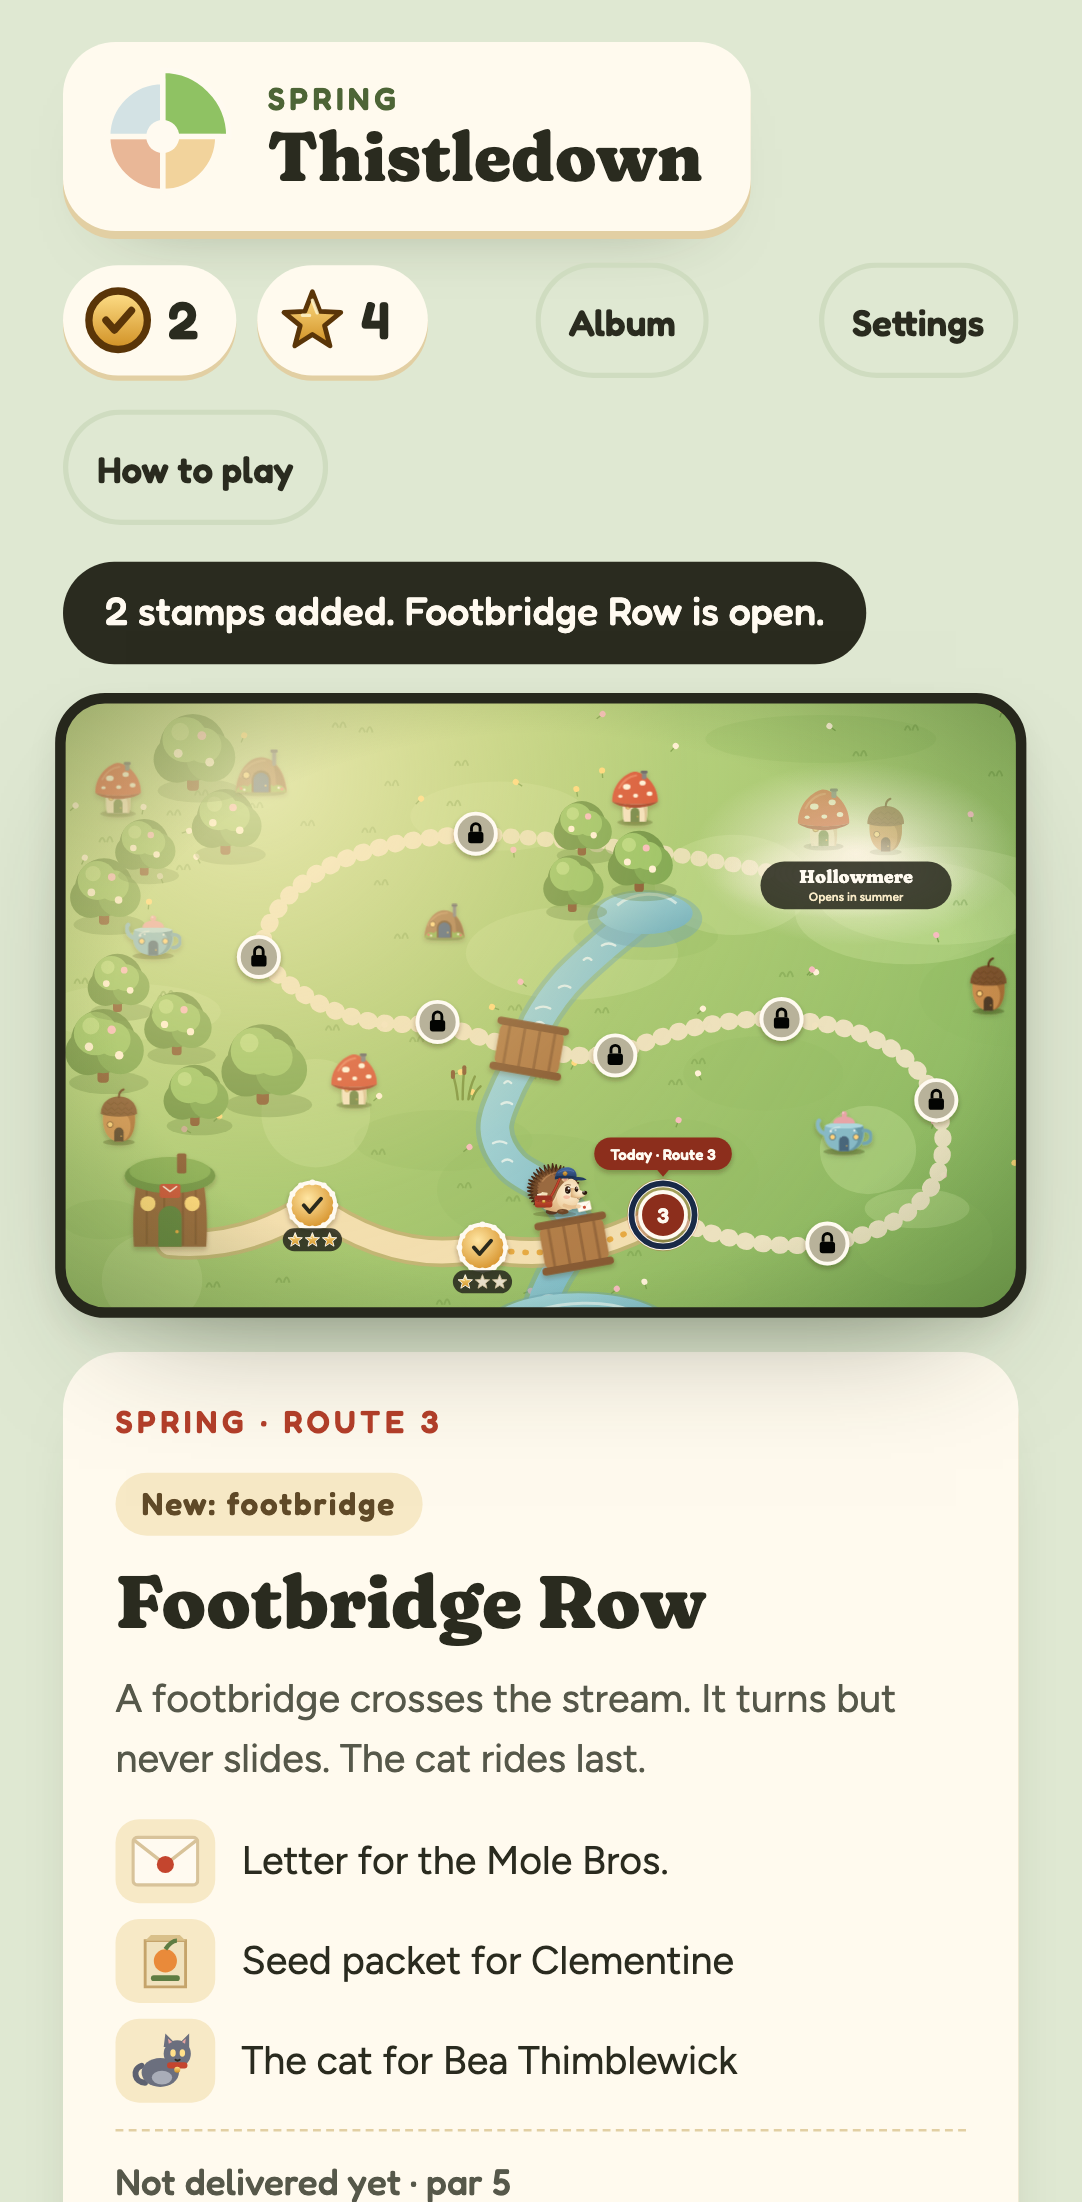 SPRING
Thistledown
2
4
Album
Settings
How to play
2 stamps added. Footbridge Row is open.
Hollowmere
Opens in summer
Today · Route 3
3
SPRING · ROUTE 3
New: footbridge
Footbridge Row
A footbridge crosses the stream. It turns but
never slides. The cat rides last.
Letter for the Mole Bros.
Seed packet for Clementine
The cat for Bea Thimblewick
Not delivered yet · par 5